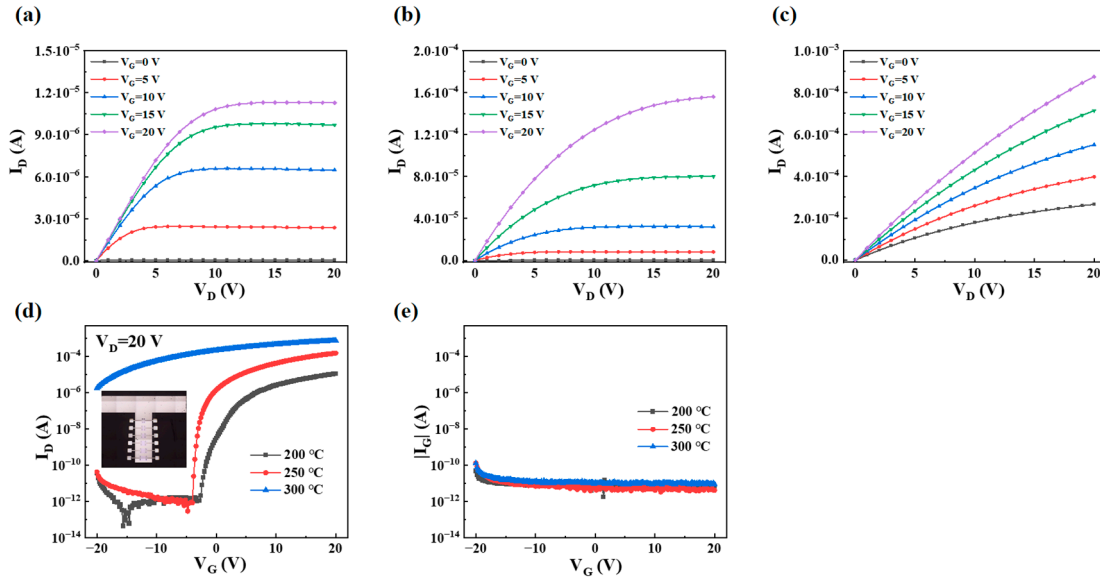 (a)
1.5·10⁻⁵
1.2·10⁻⁵
9.0·10⁻⁶
6.0·10⁻⁶
3.0·10⁻⁶
0.0
I_D (A)
V_G=0 V
V_G=5 V
V_G=10 V
V_G=15 V
V_G=20 V
0 5 10 15 20
V_D (V)
(b)
2.0·10⁻⁴
1.6·10⁻⁴
1.2·10⁻⁴
8.0·10⁻⁵
4.0·10⁻⁵
0.0
I_D (A)
V_G=0 V
V_G=5 V
V_G=10 V
V_G=15 V
V_G=20 V
0 5 10 15 20
V_D (V)
(c)
1.0·10⁻³
8.0·10⁻⁴
6.0·10⁻⁴
4.0·10⁻⁴
2.0·10⁻⁴
0.0
I_D (A)
V_G=0 V
V_G=5 V
V_G=10 V
V_G=15 V
V_G=20 V
0 5 10 15 20
V_D (V)
(d)
10⁻⁴
10⁻⁶
10⁻⁸
10⁻¹⁰
10⁻¹²
10⁻¹⁴
I_D (A)
V_D=20 V
200 °C
250 °C
300 °C
−20 −10 0 10 20
V_G (V)
(e)
10⁻⁴
10⁻⁶
10⁻⁸
10⁻¹⁰
10⁻¹²
10⁻¹⁴
|I_G| (A)
200 °C
250 °C
300 °C
−20 −10 0 10 20
V_G (V)